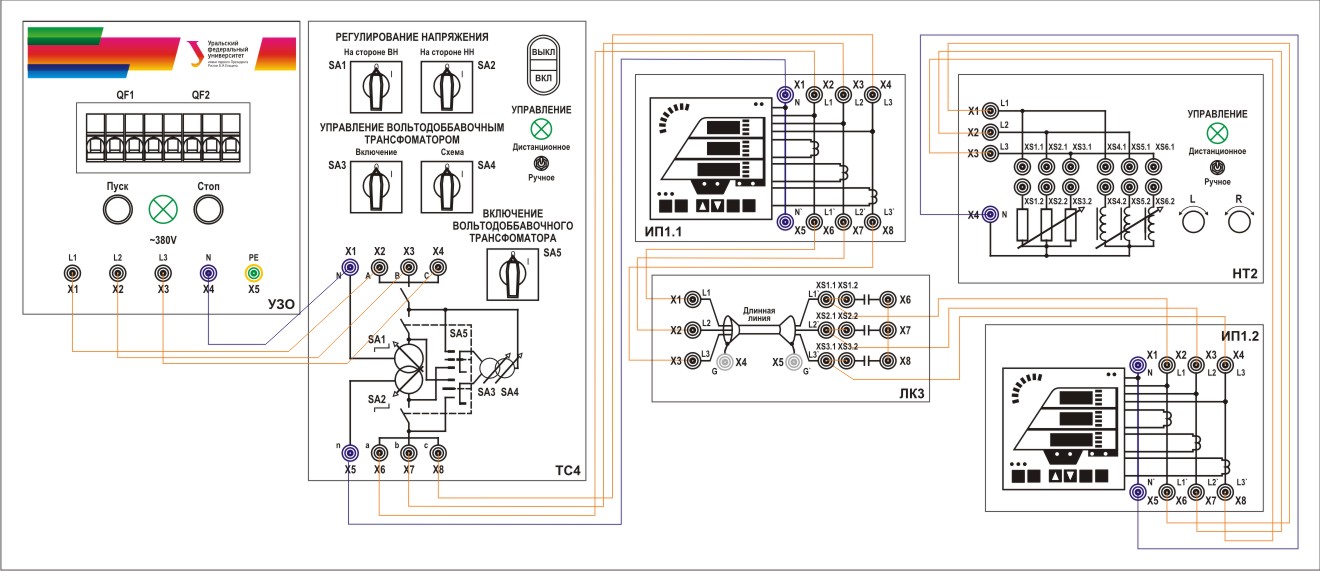 Уральский
федеральный
университет
имени первого Президента
России Б.Н.Ельцина
QF1 QF2
Пуск Стоп
~380V
L1 L2 L3 N PE
X1 X2 X3 X4 X5
УЗО
РЕГУЛИРОВАНИЕ НАПРЯЖЕНИЯ
На стороне ВН На стороне НН
SA1 SA2
I I
ВЫКЛ
ВКЛ
УПРАВЛЕНИЕ
Дистанционное
Ручное
УПРАВЛЕНИЕ ВОЛЬТОДОБАВОЧНЫМ
ТРАНСФОМАТОРОМ
Включение Схема
SA3 SA4
I I
ВКЛЮЧЕНИЕ
ВОЛЬТОДОБАВОЧНОГО
ТРАНСФОМАТОРА
SA5
I
X1 X2 X3 X4
N A B C
SA1
SA5
SA3 SA4
SA2
n a b c
X5 X6 X7 X8
ТС4
X1 X2 X3 X4
N L1 L2 L3
N` L1` L2` L3`
X5 X6 X7 X8
ИП1.1
X1 L1
X2 L2
X3 L3
G X4
Длинная
линия
X5 G`
L1` XS1.1 XS1.2 X6
L2` XS2.1 XS2.2 X7
L3` XS3.1 XS3.2 X8
ЛК3
X1 L1
X2 L2
X3 L3
XS1.1 XS2.1 XS3.1 XS4.1 XS5.1 XS6.1
XS1.2 XS2.2 XS3.2 XS4.2 XS5.2 XS6.2
X4 N
УПРАВЛЕНИЕ
Дистанционное
Ручное
L R
НТ2
ИП1.2
X1 X2 X3 X4
N L1 L2 L3
N` L1` L2` L3`
X5 X6 X7 X8